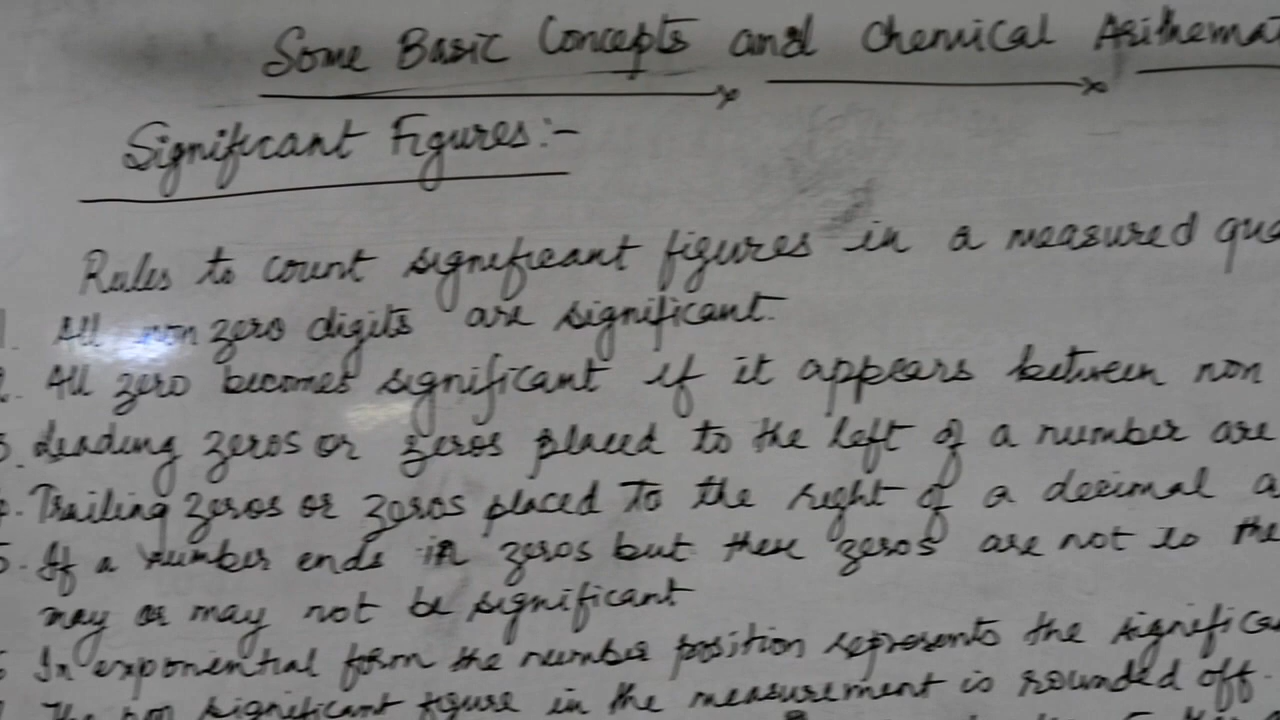 Some Basic Concepts and Chemical Arithemat
Significant Figures:-
Rules to count significant figures in a measured qua
1. All non zero digits are significant.
2. All zero becomes significant if it appears between non
3. Leading zeros or zeros placed to the left of a number are
4. Trailing zeros or zeros placed to the right of a decimal a
5. If a number ends in zeros but these zeros are not to the
may or may not be significant
6 In exponential form the number position represents the significa
The non significant figure in the measurement is rounded off.